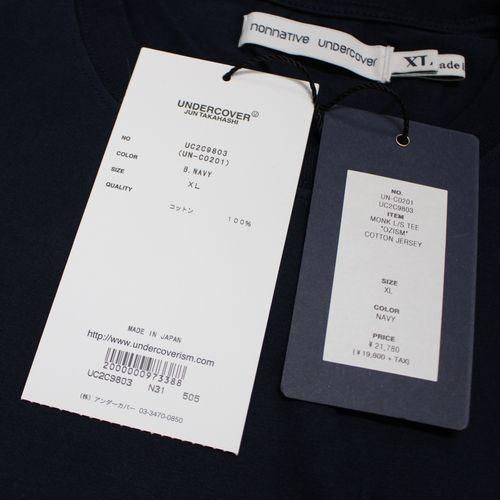 nonnative undercover
XL
ade
UNDERCOVER
JUN TAKAHASHI
NO
UC2C9803
(UN-C0201)
COLOR
8.NAVY
SIZE
XL
QUALITY
コットン 100%
MADE IN JAPAN
http://www.undercoverism.com/
2000000973388
UC2C9803 N31 505
(株) アンダーカバー 03-3470-0850
NO.
UN-C0201
UC2C9803
ITEM
MONK L/S TEE
"OZISM"
COTTON JERSEY
SIZE
XL
COLOR
NAVY
PRICE
¥21,780
(¥19,800 + TAX)